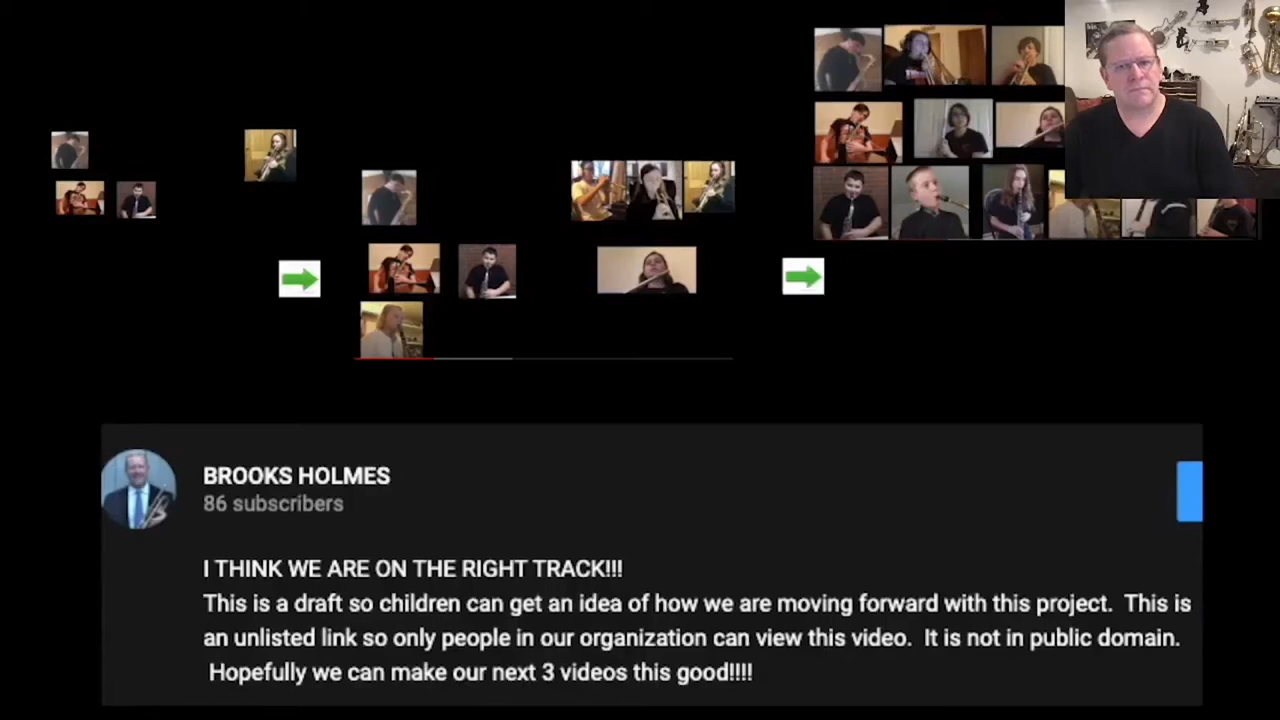 BROOKS HOLMES
86 subscribers
I THINK WE ARE ON THE RIGHT TRACK!!!
This is a draft so children can get an idea of how we are moving forward with this project.  This is
an unlisted link so only people in our organization can view this video.  It is not in public domain.
Hopefully we can make our next 3 videos this good!!!!